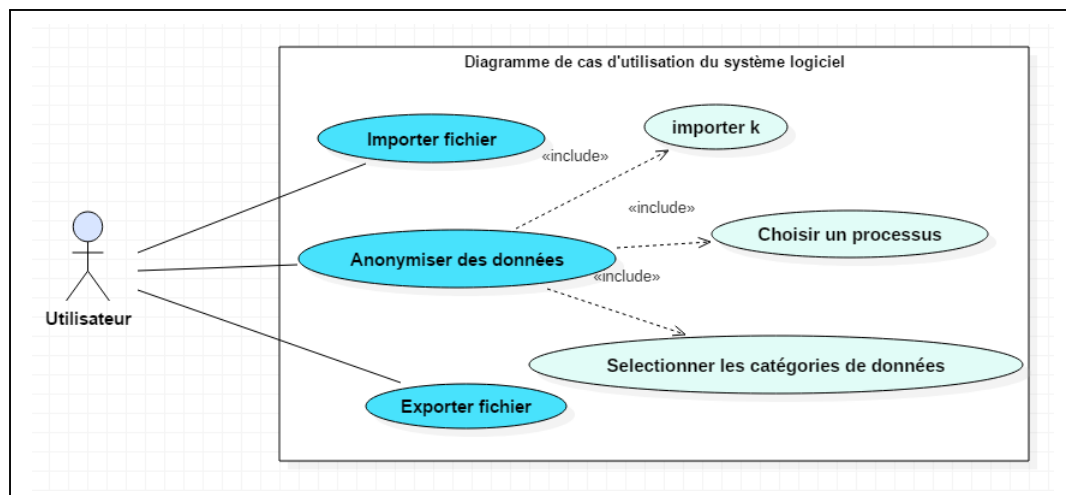 Diagramme de cas d'utilisation du système logiciel
Importer fichier
importer k
«include»
«include»
Choisir un processus
Anonymiser des données
«include»
Utilisateur
Selectionner les catégories de données
Exporter fichier